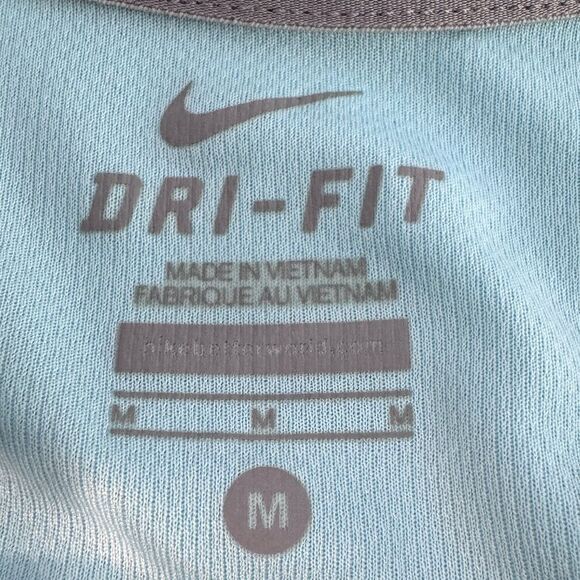 DRI-FIT
MADE IN VIETNAM
FABRIQUE AU VIETNAM
nikebetterworld.com
M M M
M